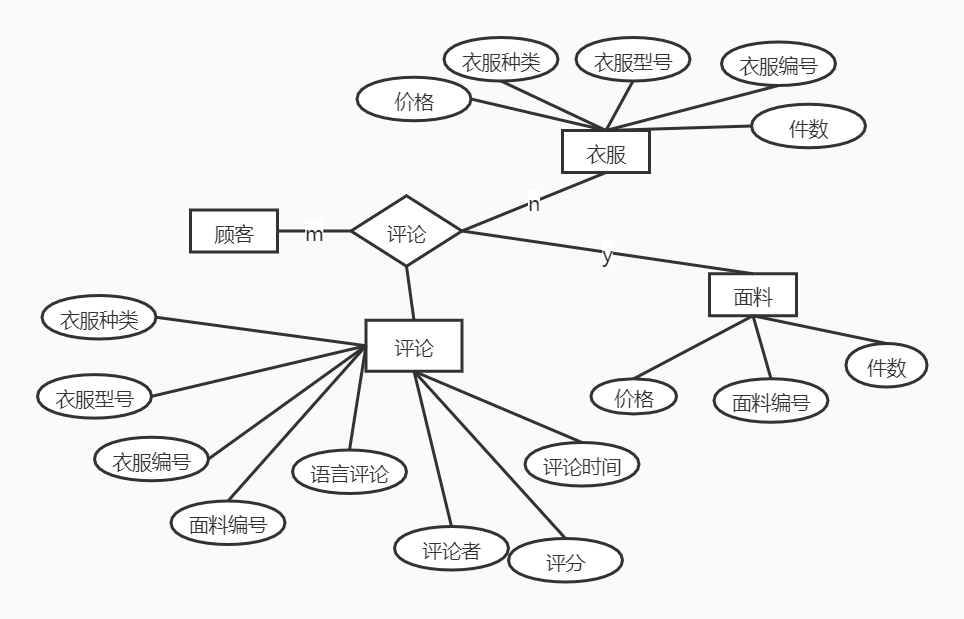 衣服种类
衣服型号
衣服编号
价格
件数
衣服
n
顾客
m
评论
y
面料
衣服种类
评论
件数
衣服型号
价格
面料编号
衣服编号
语言评论
评论时间
面料编号
评论者
评分